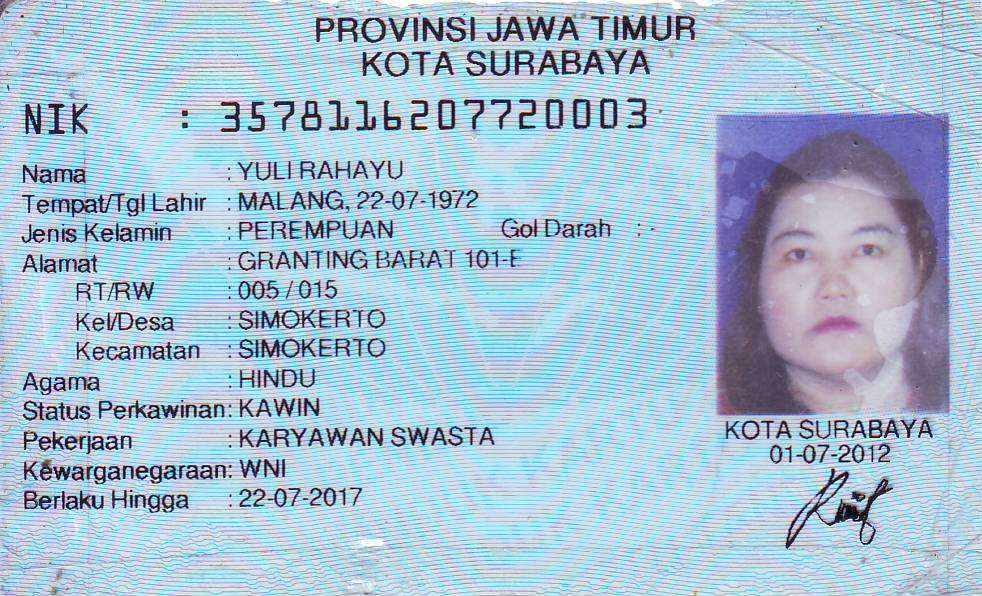 PROVINSI JAWA TIMUR
KOTA SURABAYA
NIK : 3578116207720003
Nama : YULI RAHAYU
Tempat/Tgl Lahir : MALANG, 22-07-1972
Jenis Kelamin : PEREMPUAN Gol Darah : -
Alamat : GRANTING BARAT 101-E
RT/RW : 005 / 015
Kel/Desa : SIMOKERTO
Kecamatan : SIMOKERTO
Agama : HINDU
Status Perkawinan: KAWIN
Pekerjaan : KARYAWAN SWASTA
Kewarganegaraan: WNI
Berlaku Hingga : 22-07-2017
KOTA SURABAYA
01-07-2012